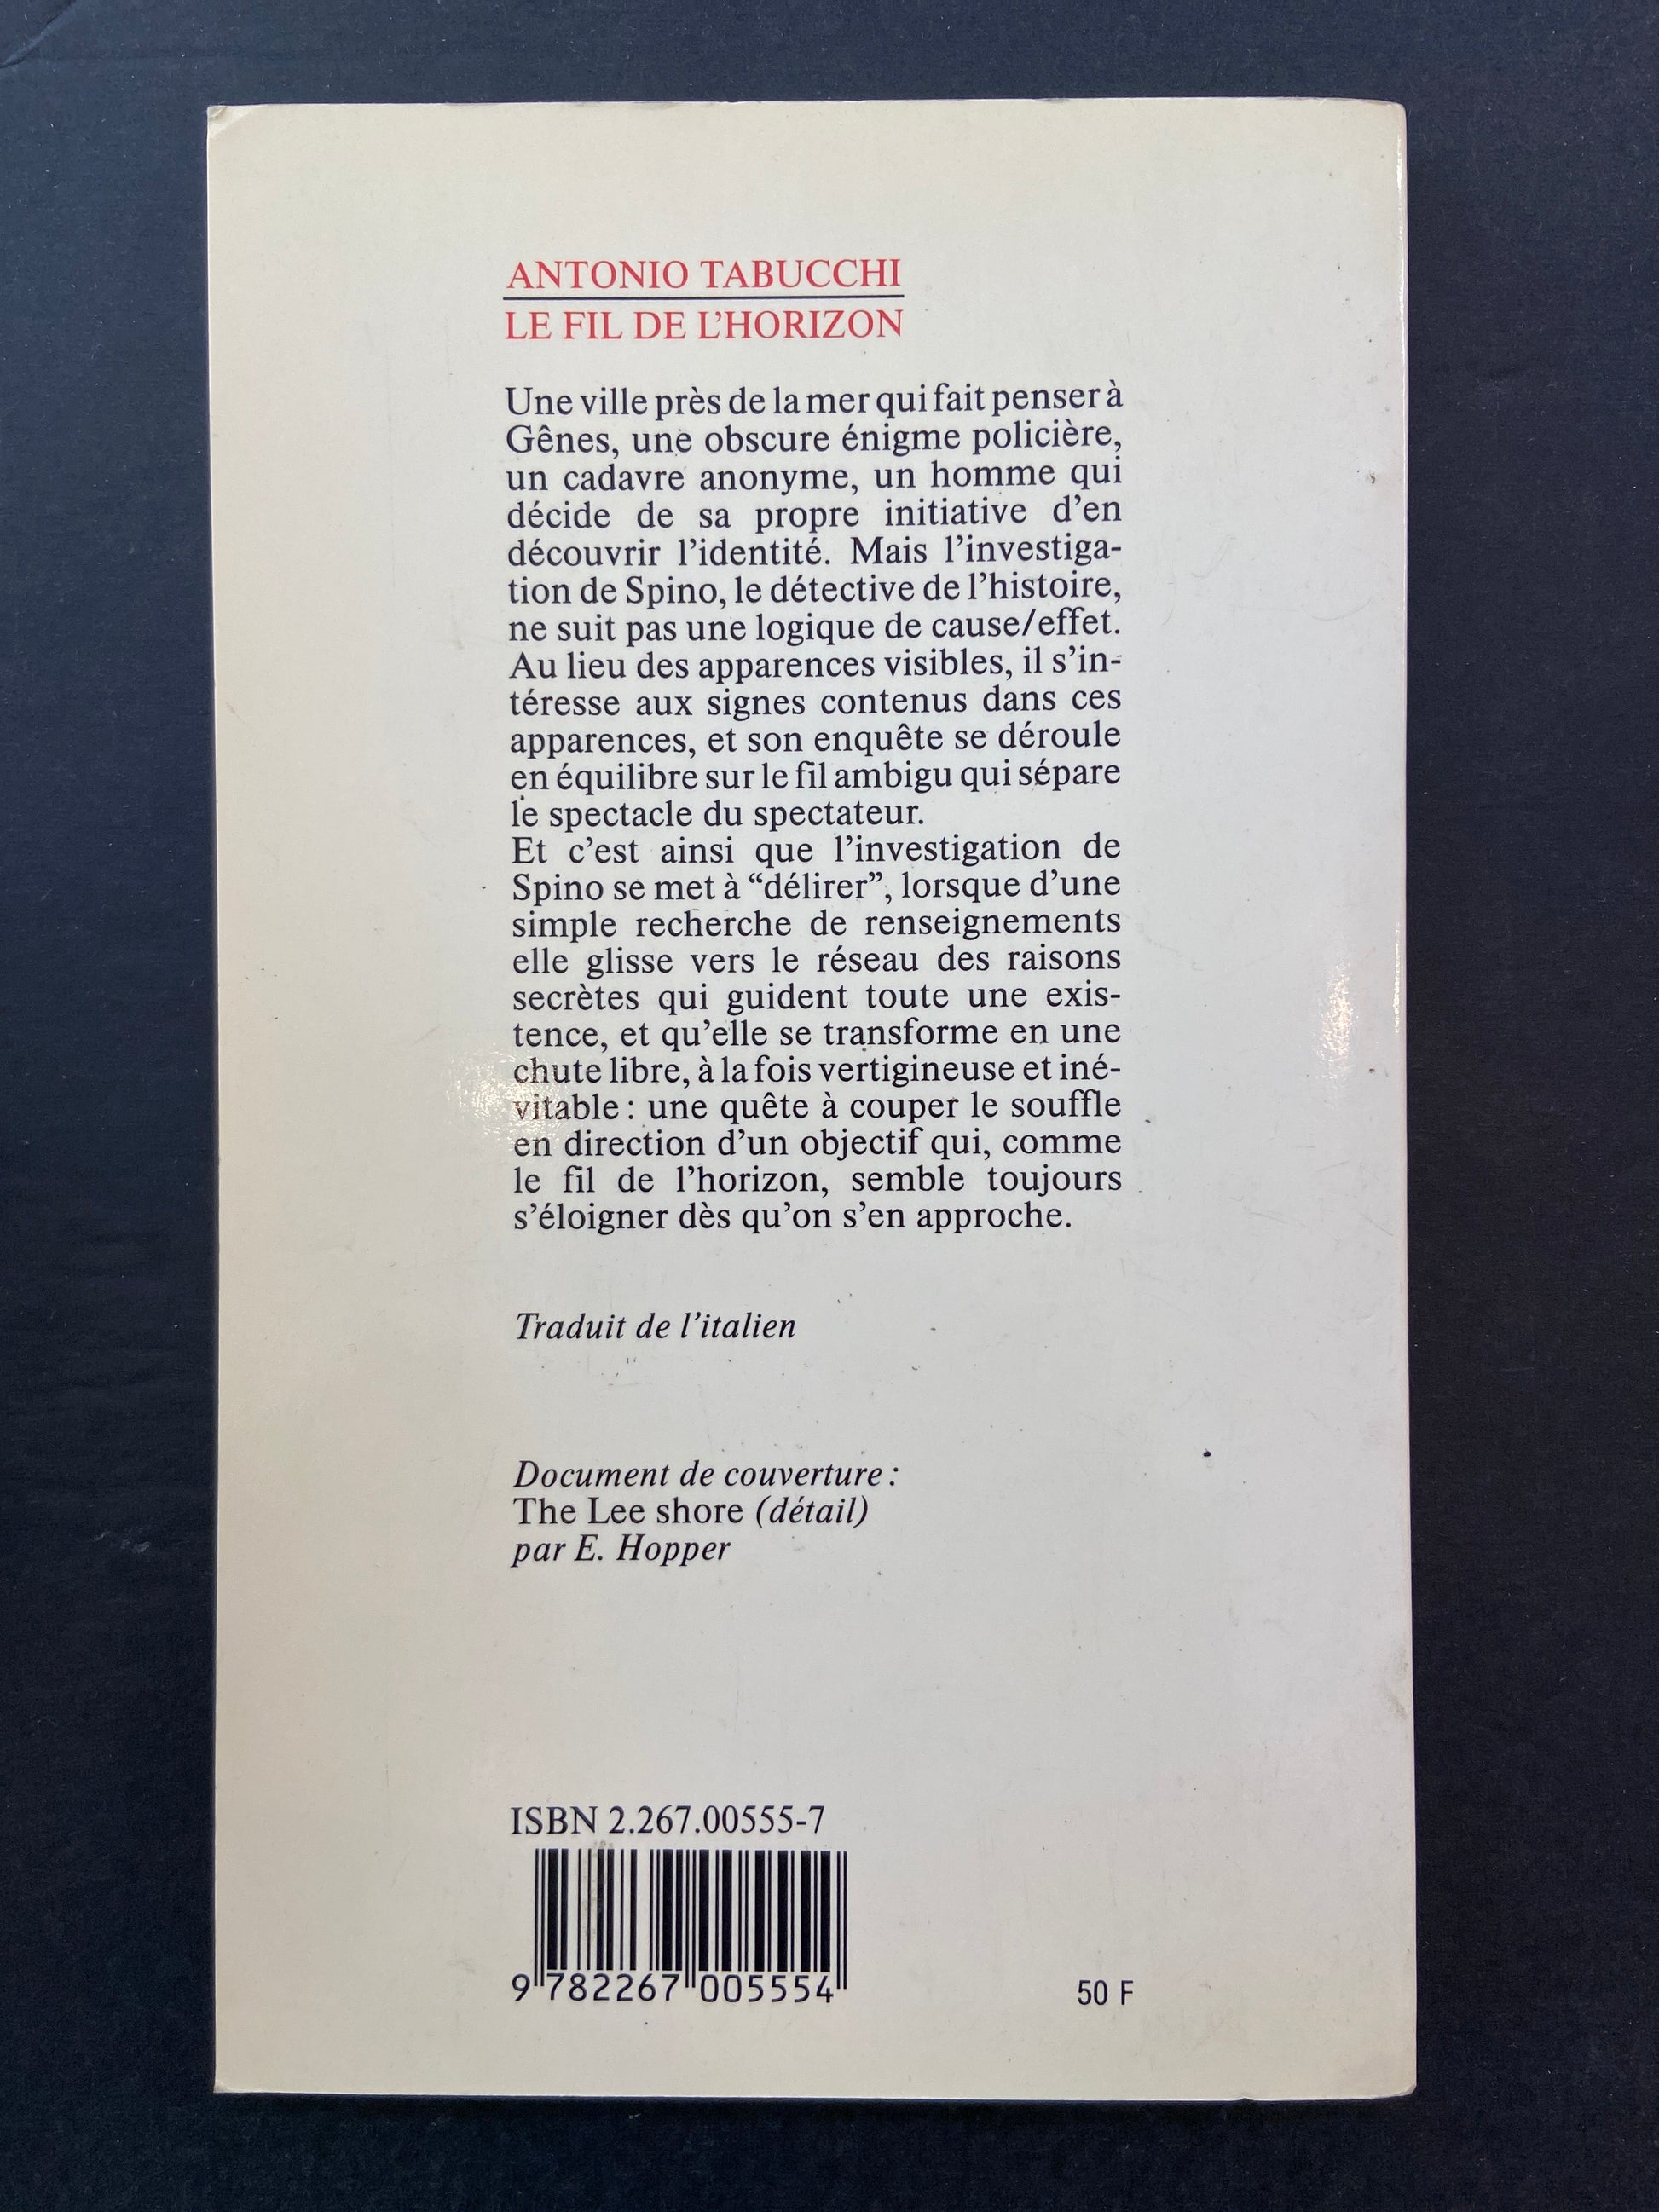 ANTONIO TABUCCHI
LE FIL DE L'HORIZON
Une ville près de la mer qui fait penser à
Gênes, une obscure énigme policière,
un cadavre anonyme, un homme qui
décide de sa propre initiative d'en
découvrir l'identité. Mais l'investiga-
tion de Spino, le détective de l'histoire,
ne suit pas une logique de cause/effet.
Au lieu des apparences visibles, il s'in-
téresse aux signes contenus dans ces
apparences, et son enquête se déroule
en équilibre sur le fil ambigu qui sépare
le spectacle du spectateur.
Et c'est ainsi que l'investigation de
Spino se met à “délirer”, lorsque d'une
simple recherche de renseignements
elle glisse vers le réseau des raisons
secrètes qui guident toute une exis-
tence, et qu'elle se transforme en une
chute libre, à la fois vertigineuse et iné-
vitable : une quête à couper le souffle
en direction d'un objectif qui, comme
le fil de l'horizon, semble toujours
s'éloigner dès qu'on s'en approche.
Traduit de l'italien
Document de couverture :
The Lee shore (détail)
par E. Hopper
ISBN 2.267.00555-7
9 782267 005554
50 F